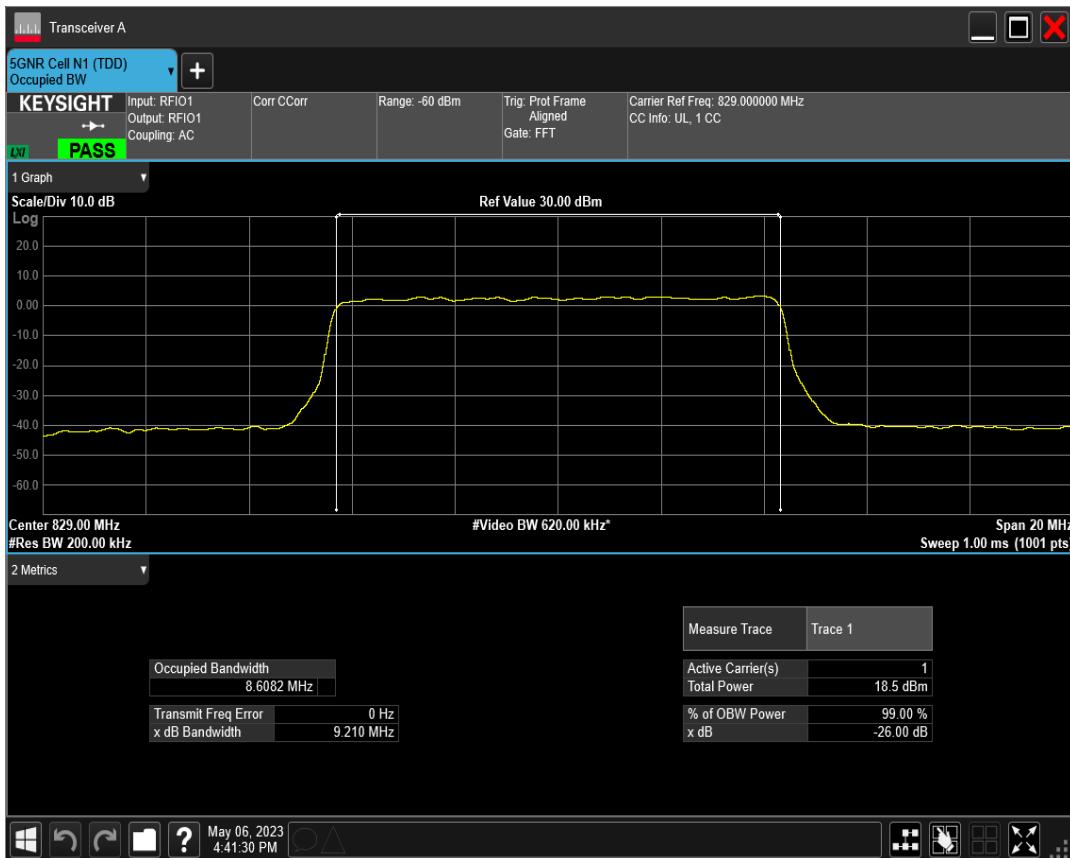 Transceiver A
5GNR Cell N1 (TDD)
Occupied BW
+
KEYSIGHT
LXI
PASS
Input: RFIO1
Output: RFIO1
Coupling: AC
Corr CCorr
Range: -60 dBm
Trig: Prot Frame
Aligned
Gate: FFT
Carrier Ref Freq: 829.000000 MHz
CC Info: UL, 1 CC
1 Graph
Scale/Div 10.0 dB
Ref Value 30.00 dBm
Log
20.0
10.0
0.00
-10.0
-20.0
-30.0
-40.0
-50.0
-60.0
Center 829.00 MHz
#Video BW 620.00 kHz*
Span 20 MHz
#Res BW 200.00 kHz
Sweep 1.00 ms (1001 pts)
2 Metrics
Measure Trace Trace 1
Occupied Bandwidth
8.6082 MHz
Active Carrier(s) 1
Total Power 18.5 dBm
Transmit Freq Error 0 Hz
x dB Bandwidth 9.210 MHz
% of OBW Power 99.00 %
x dB -26.00 dB
?
May 06, 2023
4:41:30 PM